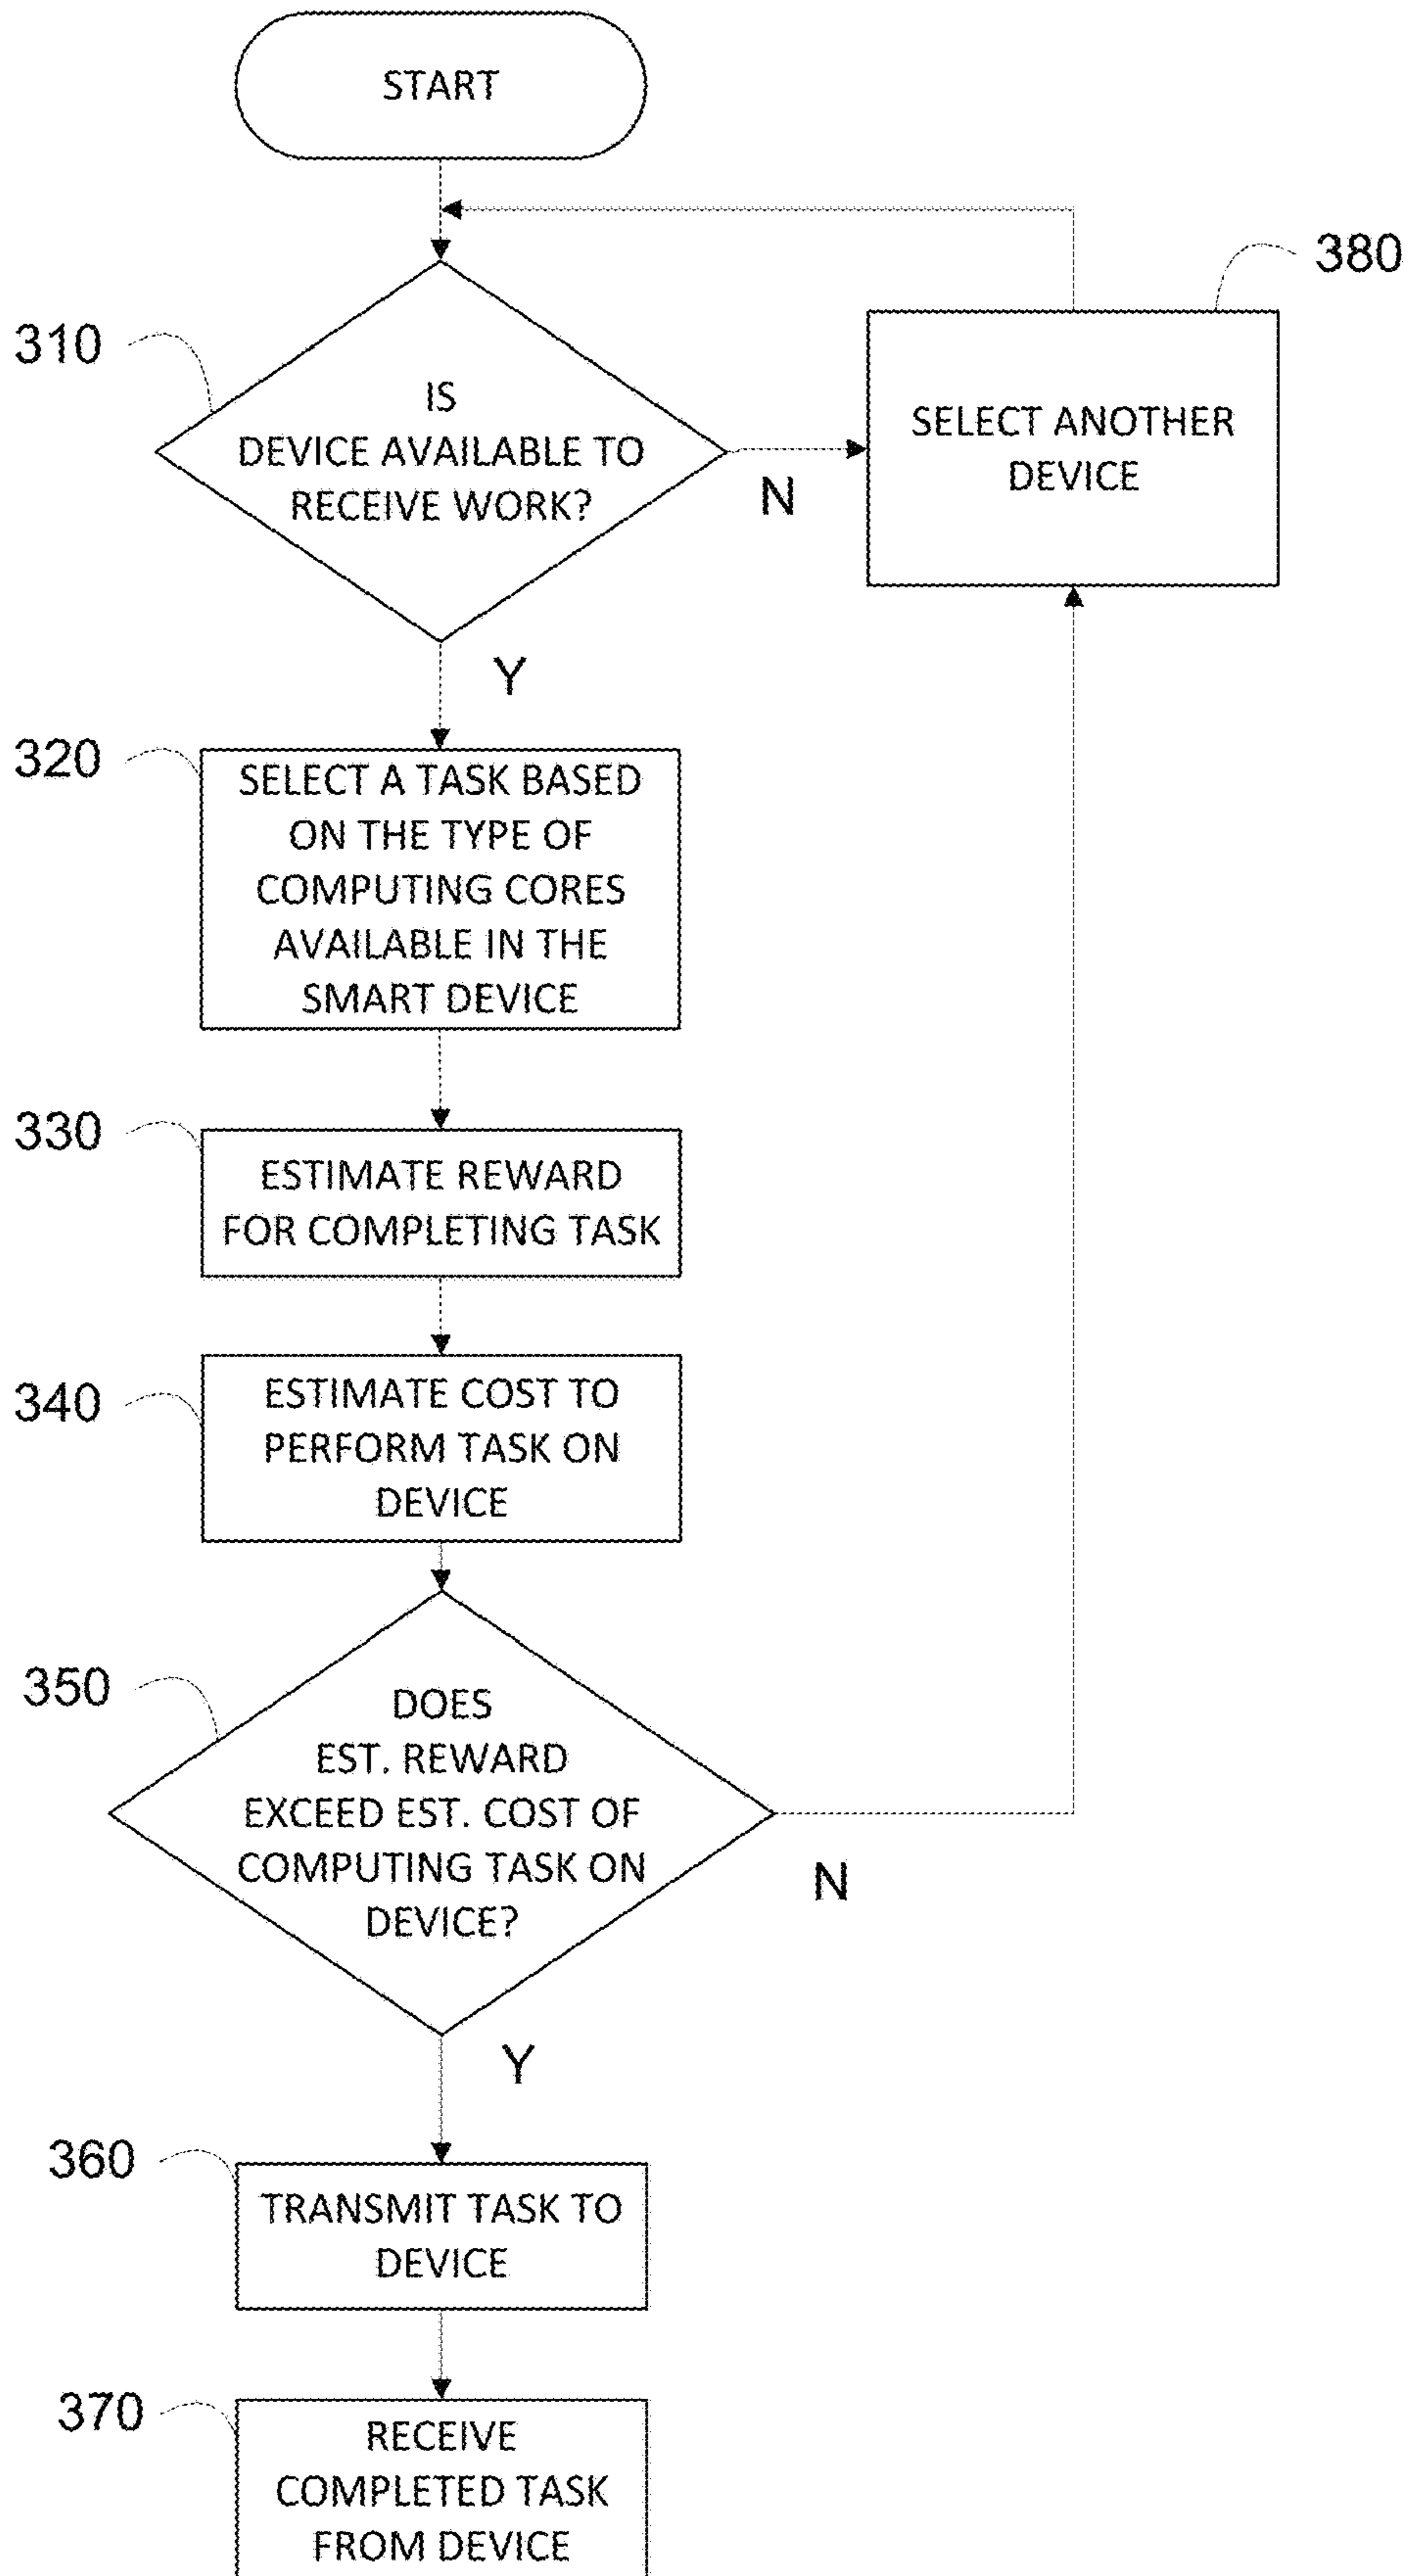 START
380
310
IS
DEVICE AVAILABLE TO
RECEIVE WORK?
N
SELECT ANOTHER
DEVICE
Y
320
SELECT A TASK BASED
ON THE TYPE OF
COMPUTING CORES
AVAILABLE IN THE
SMART DEVICE
330
ESTIMATE REWARD
FOR COMPLETING TASK
340
ESTIMATE COST TO
PERFORM TASK ON
DEVICE
350
DOES
EST. REWARD
EXCEED EST. COST OF
COMPUTING TASK ON
DEVICE?
N
Y
360
TRANSMIT TASK TO
DEVICE
370
RECEIVE
COMPLETED TASK
FROM DEVICE